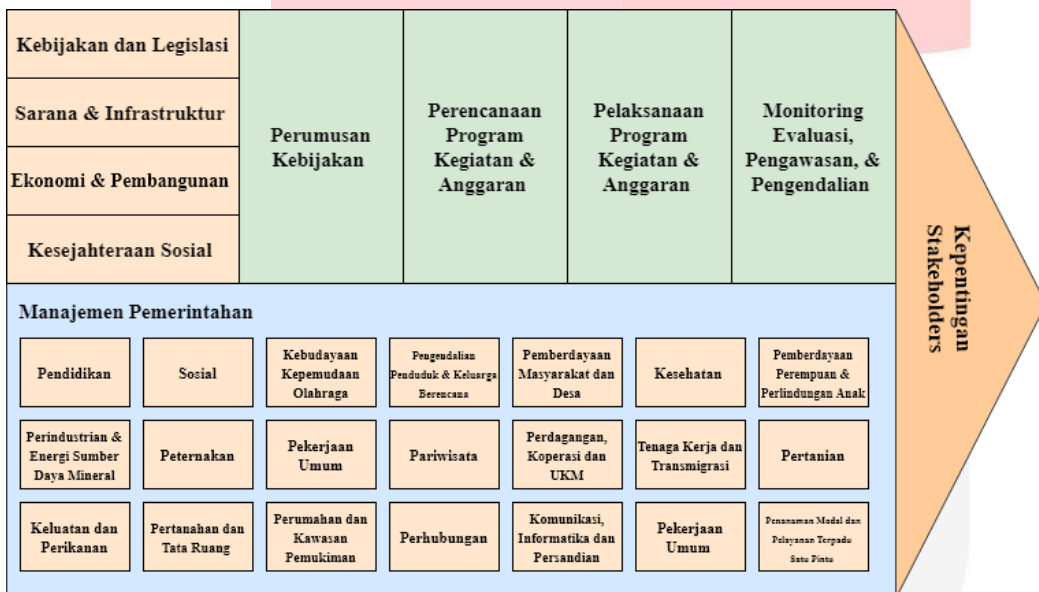 Kebijakan dan Legislasi
Sarana & Infrastruktur
Ekonomi & Pembangunan
Kesejahteraan Sosial
Perumusan
Kebijakan
Perencanaan
Program
Kegiatan &
Anggaran
Pelaksanaan
Program
Kegiatan &
Anggaran
Monitoring
Evaluasi,
Pengawasan, &
Pengendalian
Kepentingan
Stakeholders
Manajemen Pemerintahan
Pendidikan
Sosial
Kebudayaan
Kepemudaan
Olahraga
Pengendalian
Penduduk & Keluarga
Berencana
Pemberdayaan
Masyarakat dan
Desa
Kesehatan
Pemberdayaan
Perempuan &
Perlindungan Anak
Perindustrian &
Energi Sumber
Daya Mineral
Peternakan
Pekerjaan
Umum
Pariwisata
Perdagangan,
Koperasi dan
UKM
Tenaga Kerja dan
Transmigrasi
Pertanian
Keluatan dan
Perikanan
Pertanahan dan
Tata Ruang
Perumahan dan
Kawasan
Pemukiman
Perhubungan
Komunikasi,
Informatika dan
Persandian
Pekerjaan
Umum
Penanaman Modal dan
Pelayanan Terpadu
Satu Pintu